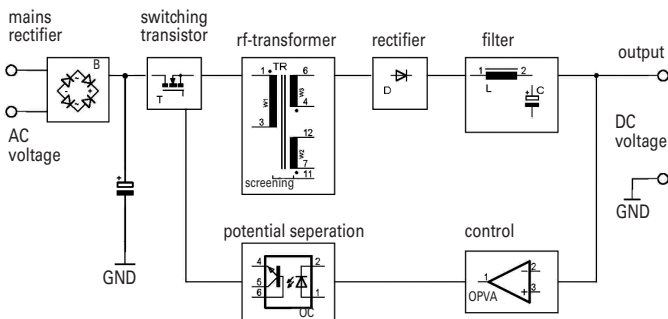 mains
rectifier
switching
transistor
rf-transformer
rectifier
filter
output
B
T
TR
1
6
W1
W3
4
3
12
W2
7
11
screening
D
1
2
L
+
C
AC
voltage
DC
voltage
+
GND
GND
potential seperation
control
4
5
6
2
1
OC
1
2
3
−
+
OPVA